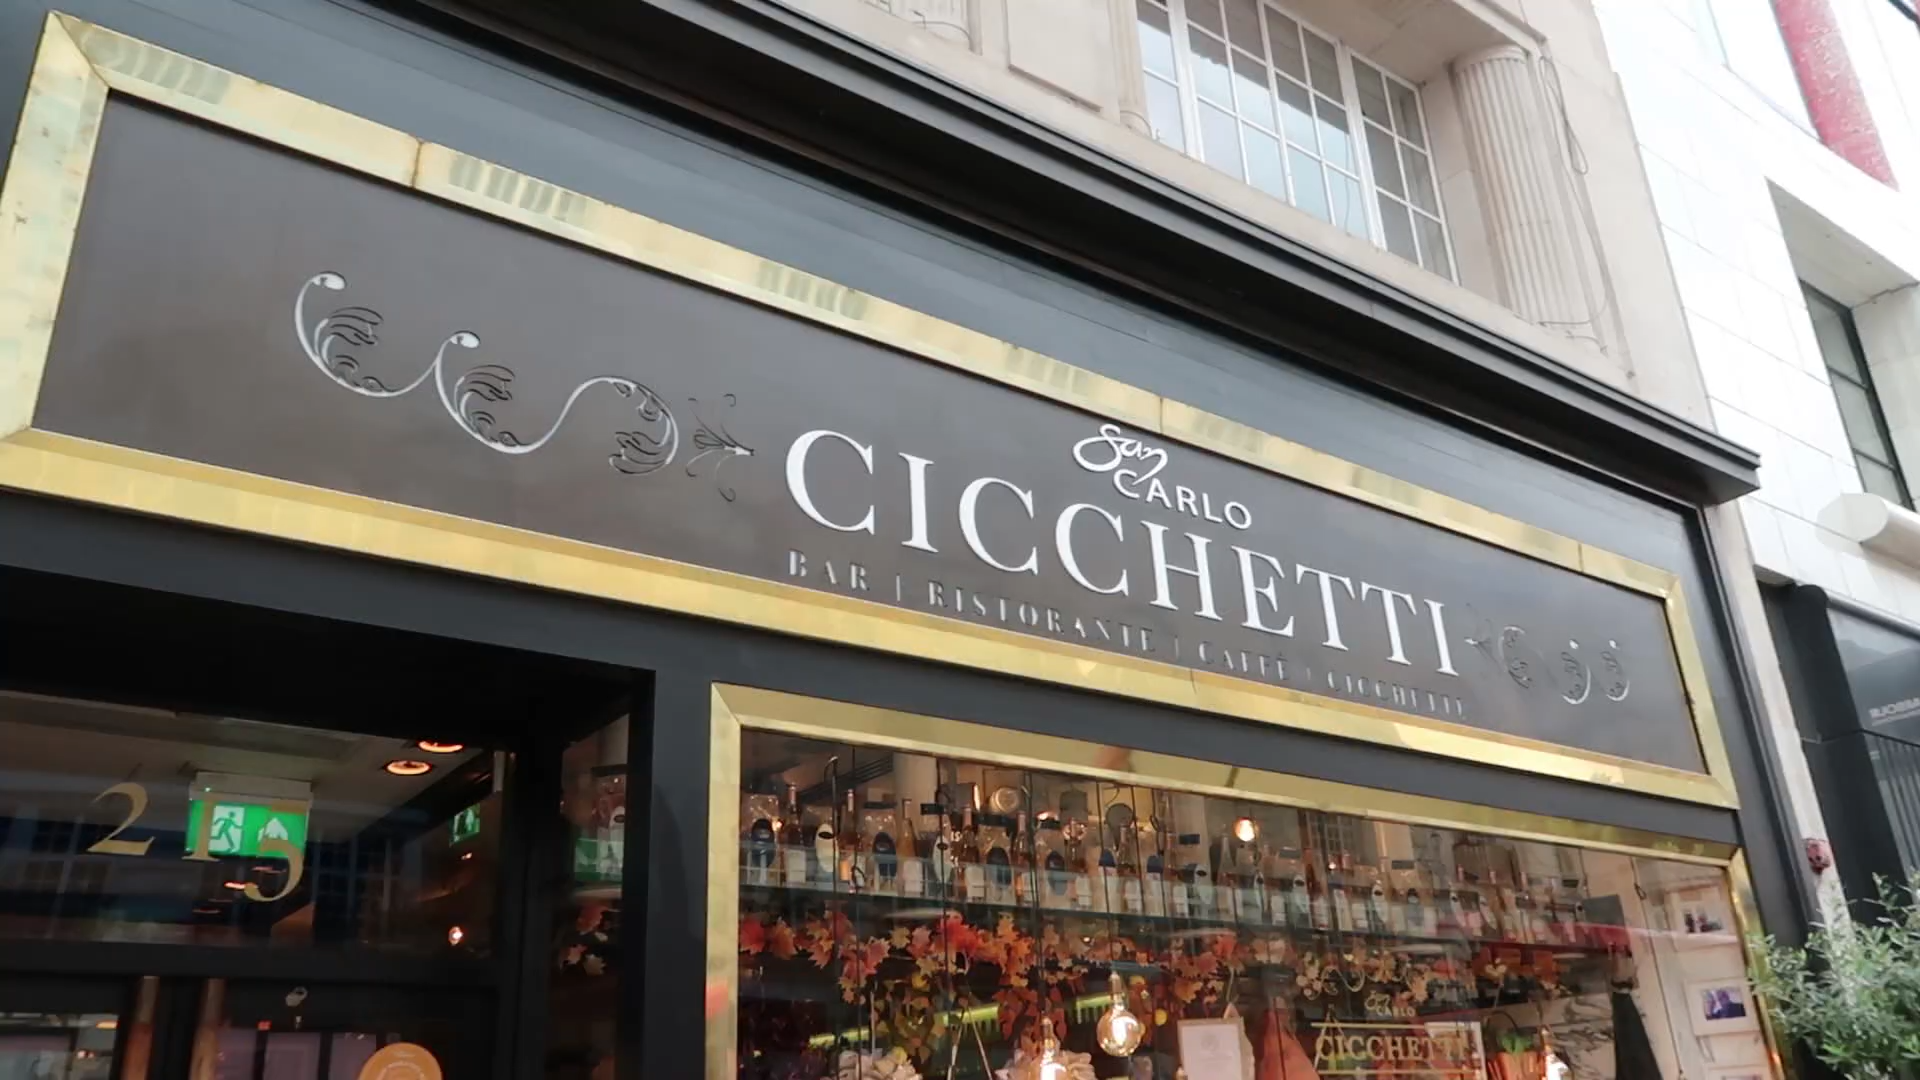 San
CARLO
CICCHETTI
BAR | RISTORANTE | CAFFÈ | CICCHETTI
215
San
CARLO
CICCHETTI